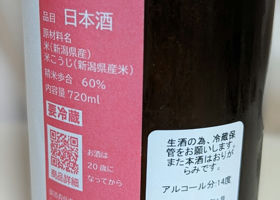 品目 日本酒
原材料名
米(新潟県産)
米こうじ(新潟県産米)
精米歩合 60%
内容量 720ml
要冷蔵
お酒は
20歳に
なってから
商品詳細
生酒の為、冷蔵保
管をお願いします。
また本酒はおりが
らみです。
アルコール分:14度